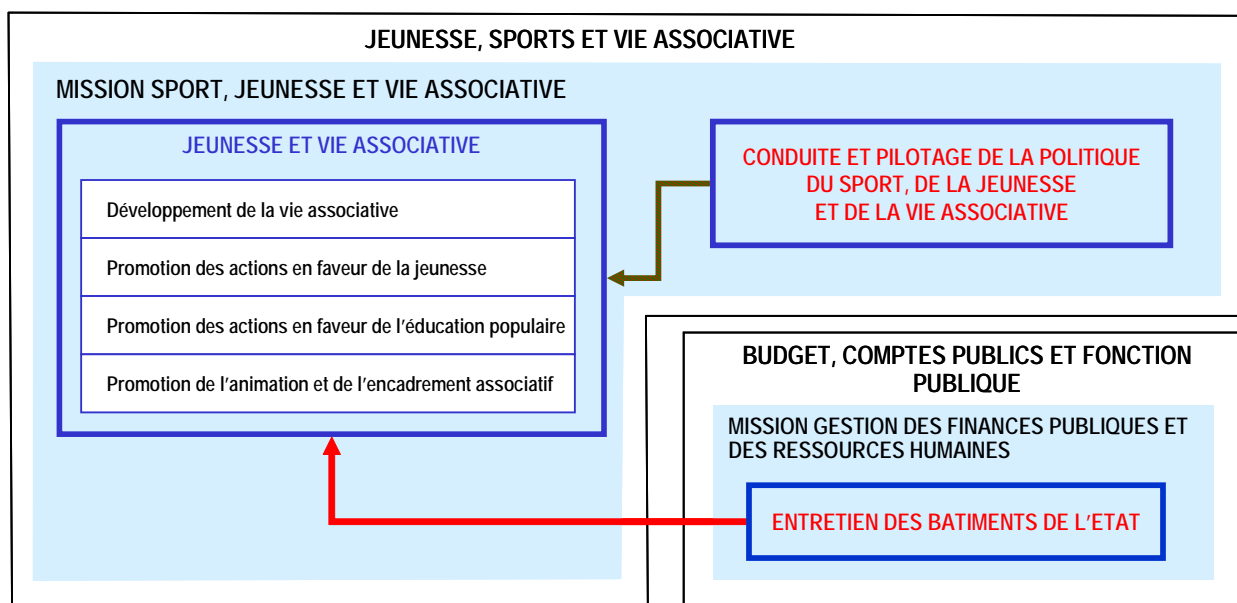 JEUNESSE, SPORTS ET VIE ASSOCIATIVE
MISSION SPORT, JEUNESSE ET VIE ASSOCIATIVE
JEUNESSE ET VIE ASSOCIATIVE
Développement de la vie associative
Promotion des actions en faveur de la jeunesse
Promotion des actions en faveur de l'éducation populaire
Promotion de l'animation et de l'encadrement associatif
CONDUITE ET PILOTAGE DE LA POLITIQUE
DU SPORT, DE LA JEUNESSE
ET DE LA VIE ASSOCIATIVE
BUDGET, COMPTES PUBLICS ET FONCTION
PUBLIQUE
MISSION GESTION DES FINANCES PUBLIQUES ET
DES RESSOURCES HUMAINES
ENTRETIEN DES BATIMENTS DE L'ETAT